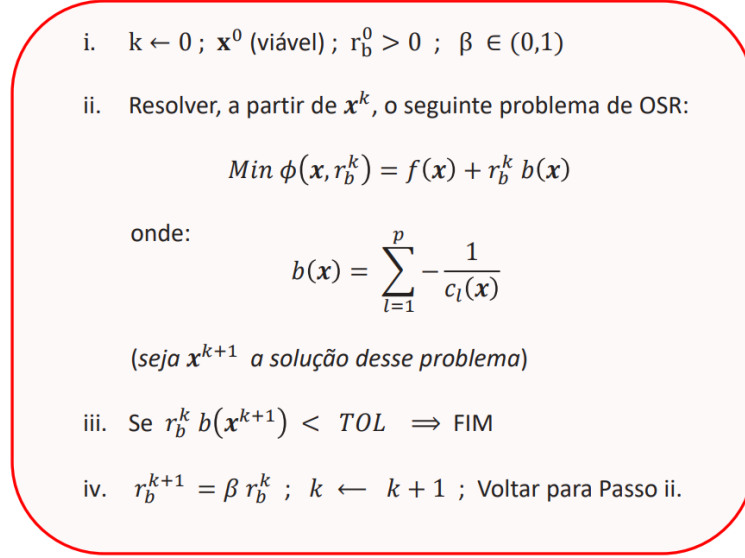 i. k ← 0 ; x⁰ (viável) ; r_b^0 > 0 ; β ∈ (0,1)
ii. Resolver, a partir de x^k, o seguinte problema de OSR:
Min ϕ(x, r_b^k) = f(x) + r_b^k b(x)
onde:
b(x) = ∑_{l=1}^{p} − 1/c_l(x)
(seja x^{k+1} a solução desse problema)
iii. Se r_b^k b(x^{k+1}) < TOL ⟹ FIM
iv. r_b^{k+1} = β r_b^k ; k ← k + 1 ; Voltar para Passo ii.